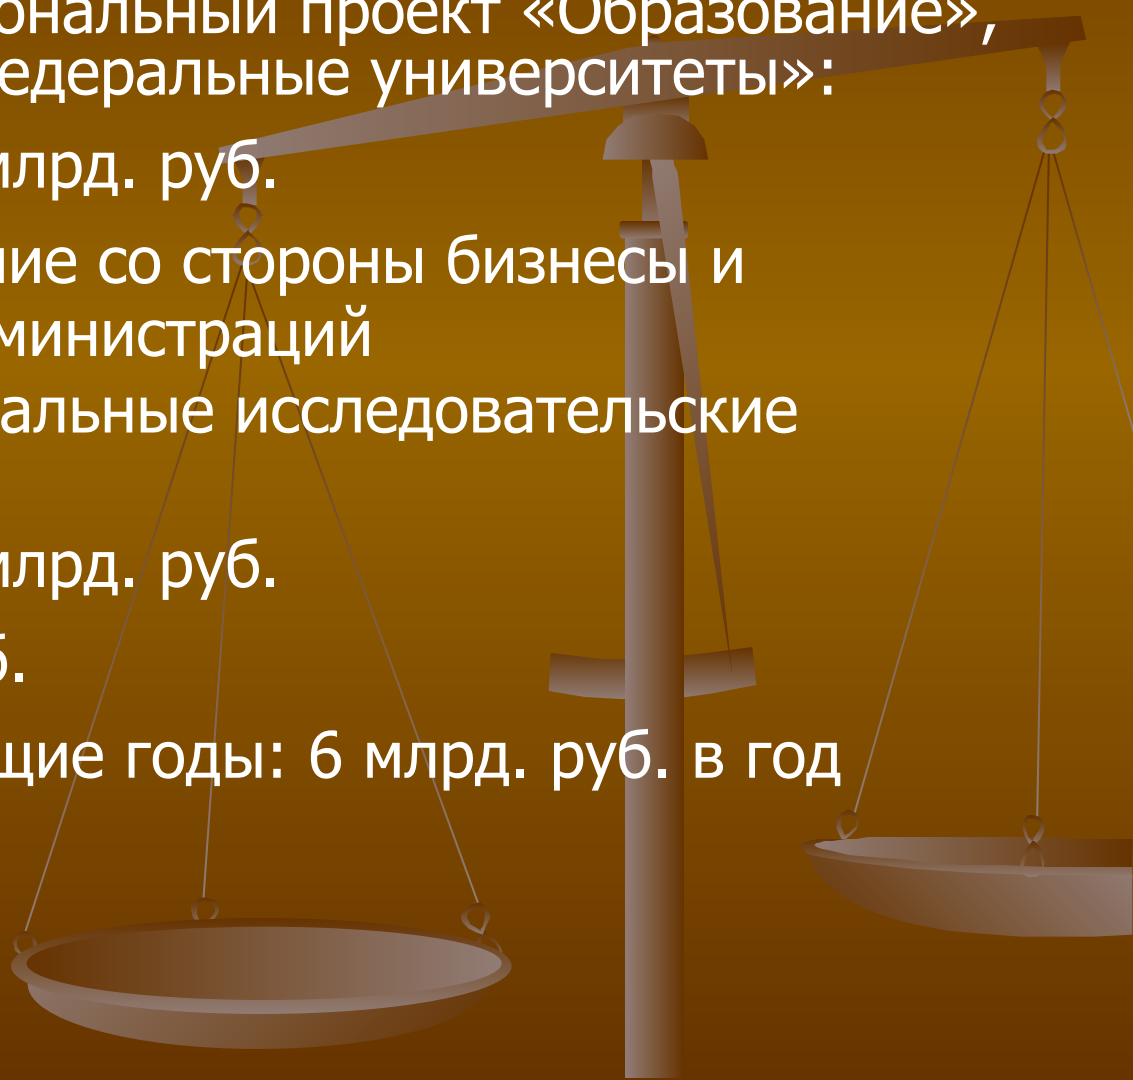 ональный проект «Образование»,
едеральные университеты»:
млрд. руб.
ние со стороны бизнесы и
министраций
альные исследовательские
млрд. руб.
б.
щие годы: 6 млрд. руб. в год